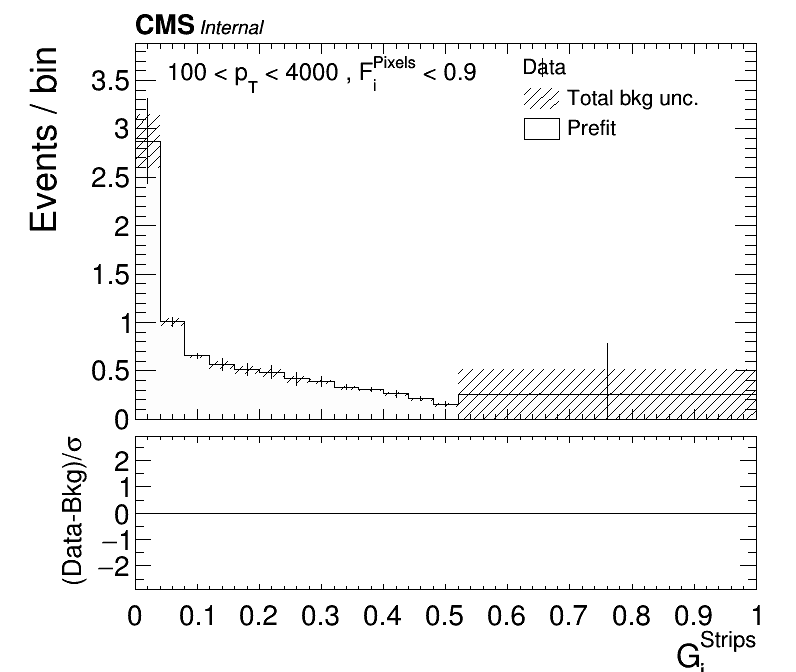 CMS Internal
100 < p_T < 4000 , F_i^Pixels < 0.9
Data
Total bkg unc.
Prefit
Events / bin
3.5
3
2.5
2
1.5
1
0.5
0
(Data-Bkg)/σ
2
1
0
−1
−2
0 0.1 0.2 0.3 0.4 0.5 0.6 0.7 0.8 0.9 1
G_i^Strips